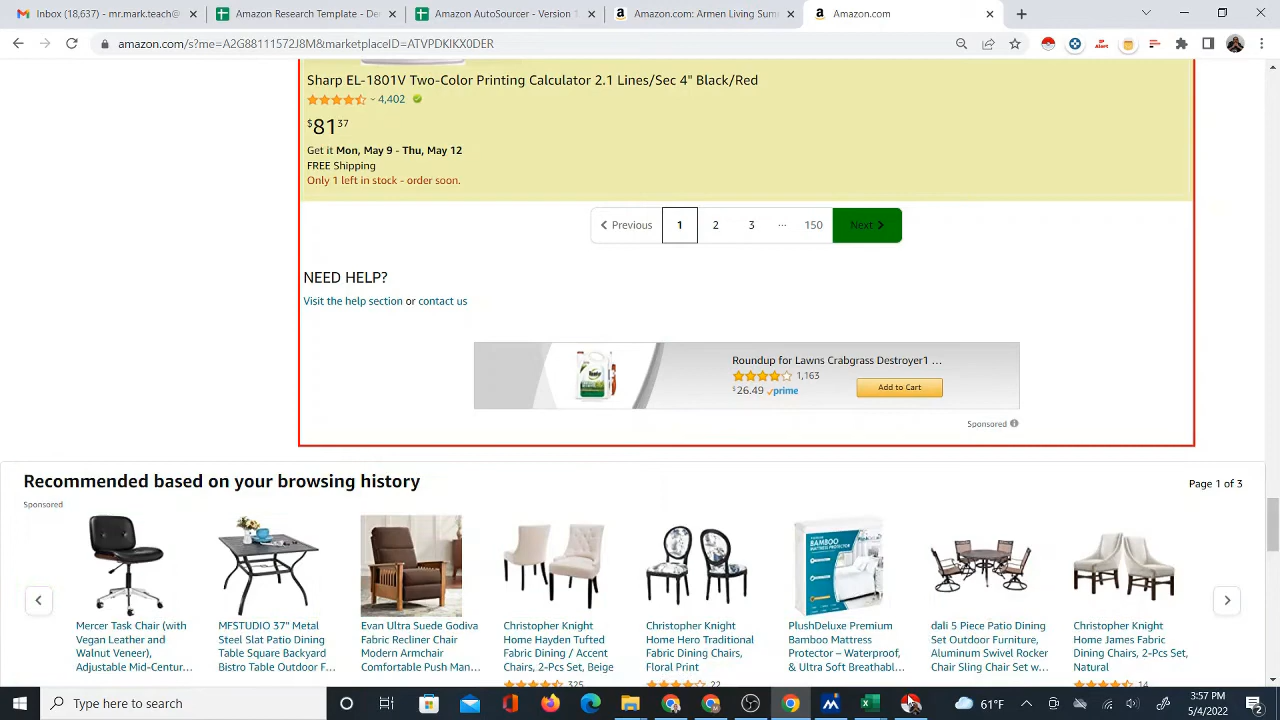 Inbox (18,637) - mr.mark.teach@
Amazon Research Template - De
Amazon AutoSourcer - Version 1
Amazon.com: Amazon Living Sum
Amazon.com
amazon.com/s?me=A2G88111572J8M&marketplaceID=ATVPDKIKX0DER
Sharp EL-1801V Two-Color Printing Calculator 2.1 Lines/Sec 4" Black/Red
4,402
$81 37
Get it Mon, May 9 - Thu, May 12
FREE Shipping
Only 1 left in stock - order soon.
Previous 1 2 3 ... 150 Next
NEED HELP?
Visit the help section or contact us
Roundup for Lawns Crabgrass Destroyer1 ...
1,163
$26.49 prime
Add to Cart
Sponsored
Recommended based on your browsing history
Page 1 of 3
Sponsored
Mercer Task Chair (with
Vegan Leather and
Walnut Veneer),
Adjustable Mid-Centur...
MFSTUDIO 37" Metal
Steel Slat Patio Dining
Table Square Backyard
Bistro Table Outdoor F...
Evan Ultra Suede Godiva
Fabric Recliner Chair
Modern Armchair
Comfortable Push Man...
Christopher Knight
Home Hayden Tufted
Fabric Dining / Accent
Chairs, 2-Pcs Set, Beige
325
Christopher Knight
Home Hero Traditional
Fabric Dining Chairs,
Floral Print
22
PlushDeluxe Premium
Bamboo Mattress
Protector – Waterproof,
& Ultra Soft Breathabl...
dali 5 Piece Patio Dining
Set Outdoor Furniture,
Aluminum Swivel Rocker
Chair Sling Chair Set w...
Christopher Knight
Home James Fabric
Dining Chairs, 2-Pcs Set,
Natural
14
BAMBOO
MATTRESS
PROTECTOR
Type here to search
61°F
3:57 PM
5/4/2022
2